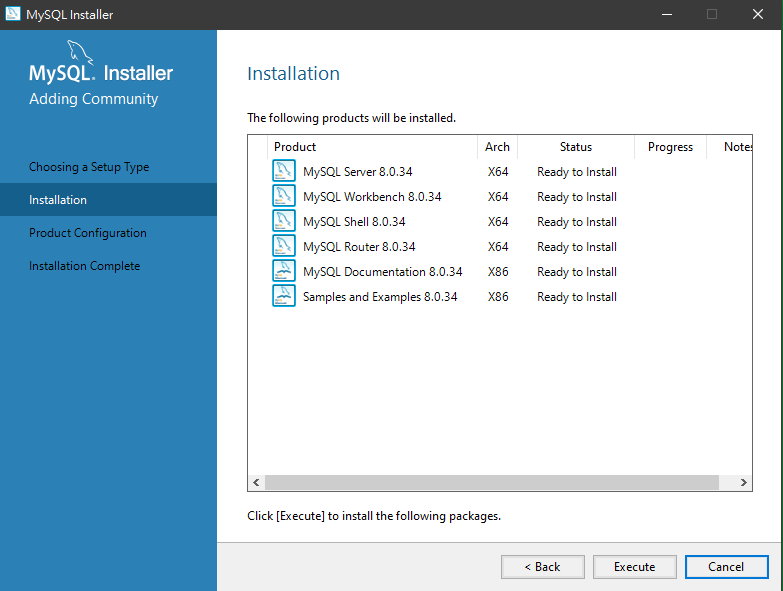 MySQL Installer
MySQL. Installer
Adding Community
Choosing a Setup Type
Installation
Product Configuration
Installation Complete
Installation
The following products will be installed.
Product Arch Status Progress Notes
MySQL Server 8.0.34 X64 Ready to Install
MySQL Workbench 8.0.34 X64 Ready to Install
MySQL Shell 8.0.34 X64 Ready to Install
MySQL Router 8.0.34 X64 Ready to Install
MySQL Documentation 8.0.34 X86 Ready to Install
Samples and Examples 8.0.34 X86 Ready to Install
Click [Execute] to install the following packages.
< Back Execute Cancel